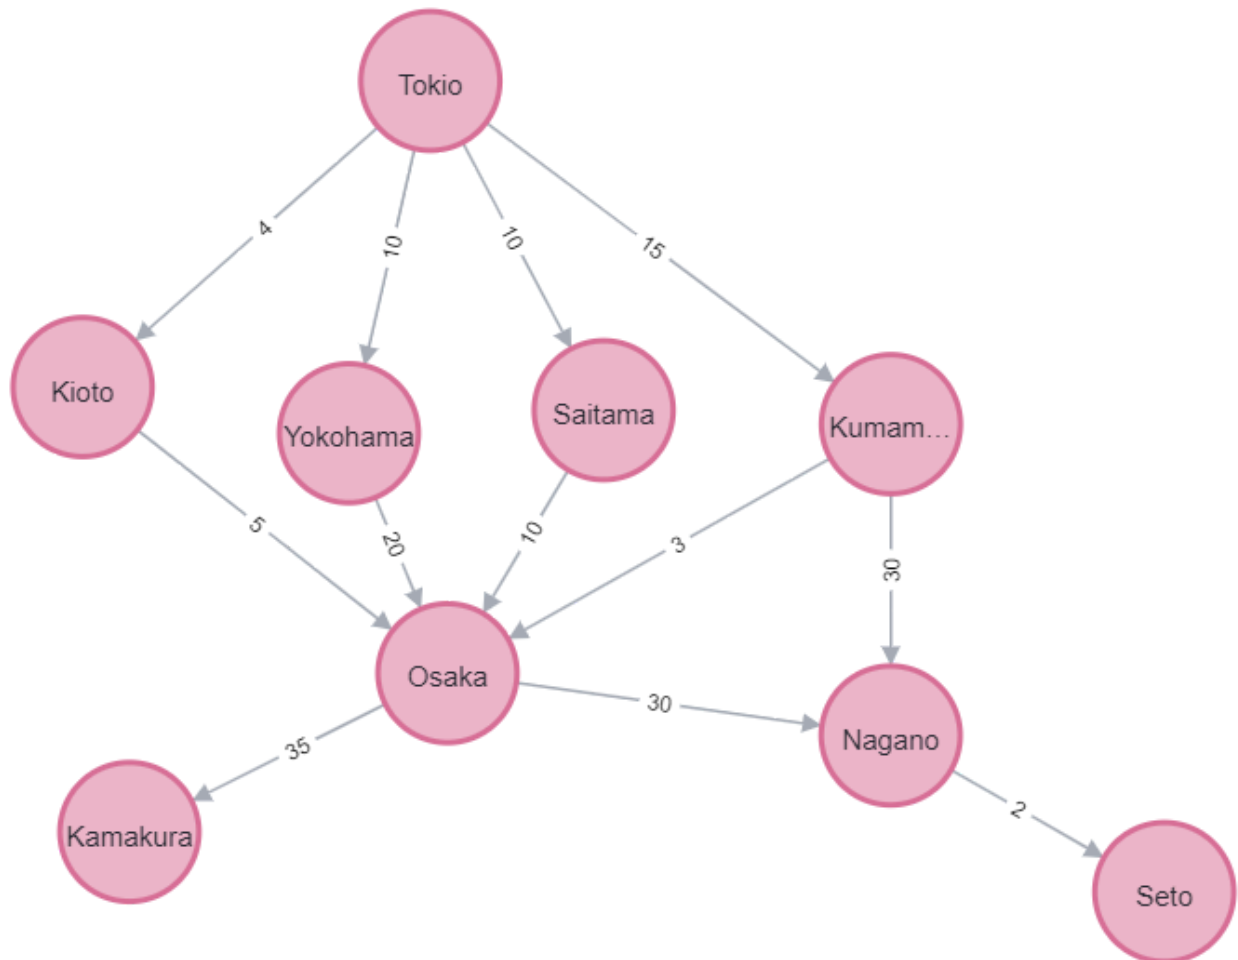 Tokio
4
10
10
15
Kioto
Yokohama
Saitama
Kumam…
5
20
10
3
30
Osaka
30
Nagano
35
Kamakura
2
Seto